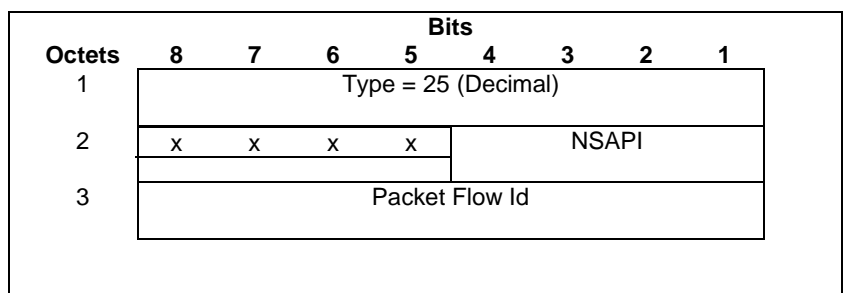 Bits
Octets 8 7 6 5 4 3 2 1
1 Type = 25 (Decimal)
2 x x x x NSAPI
3 Packet Flow Id